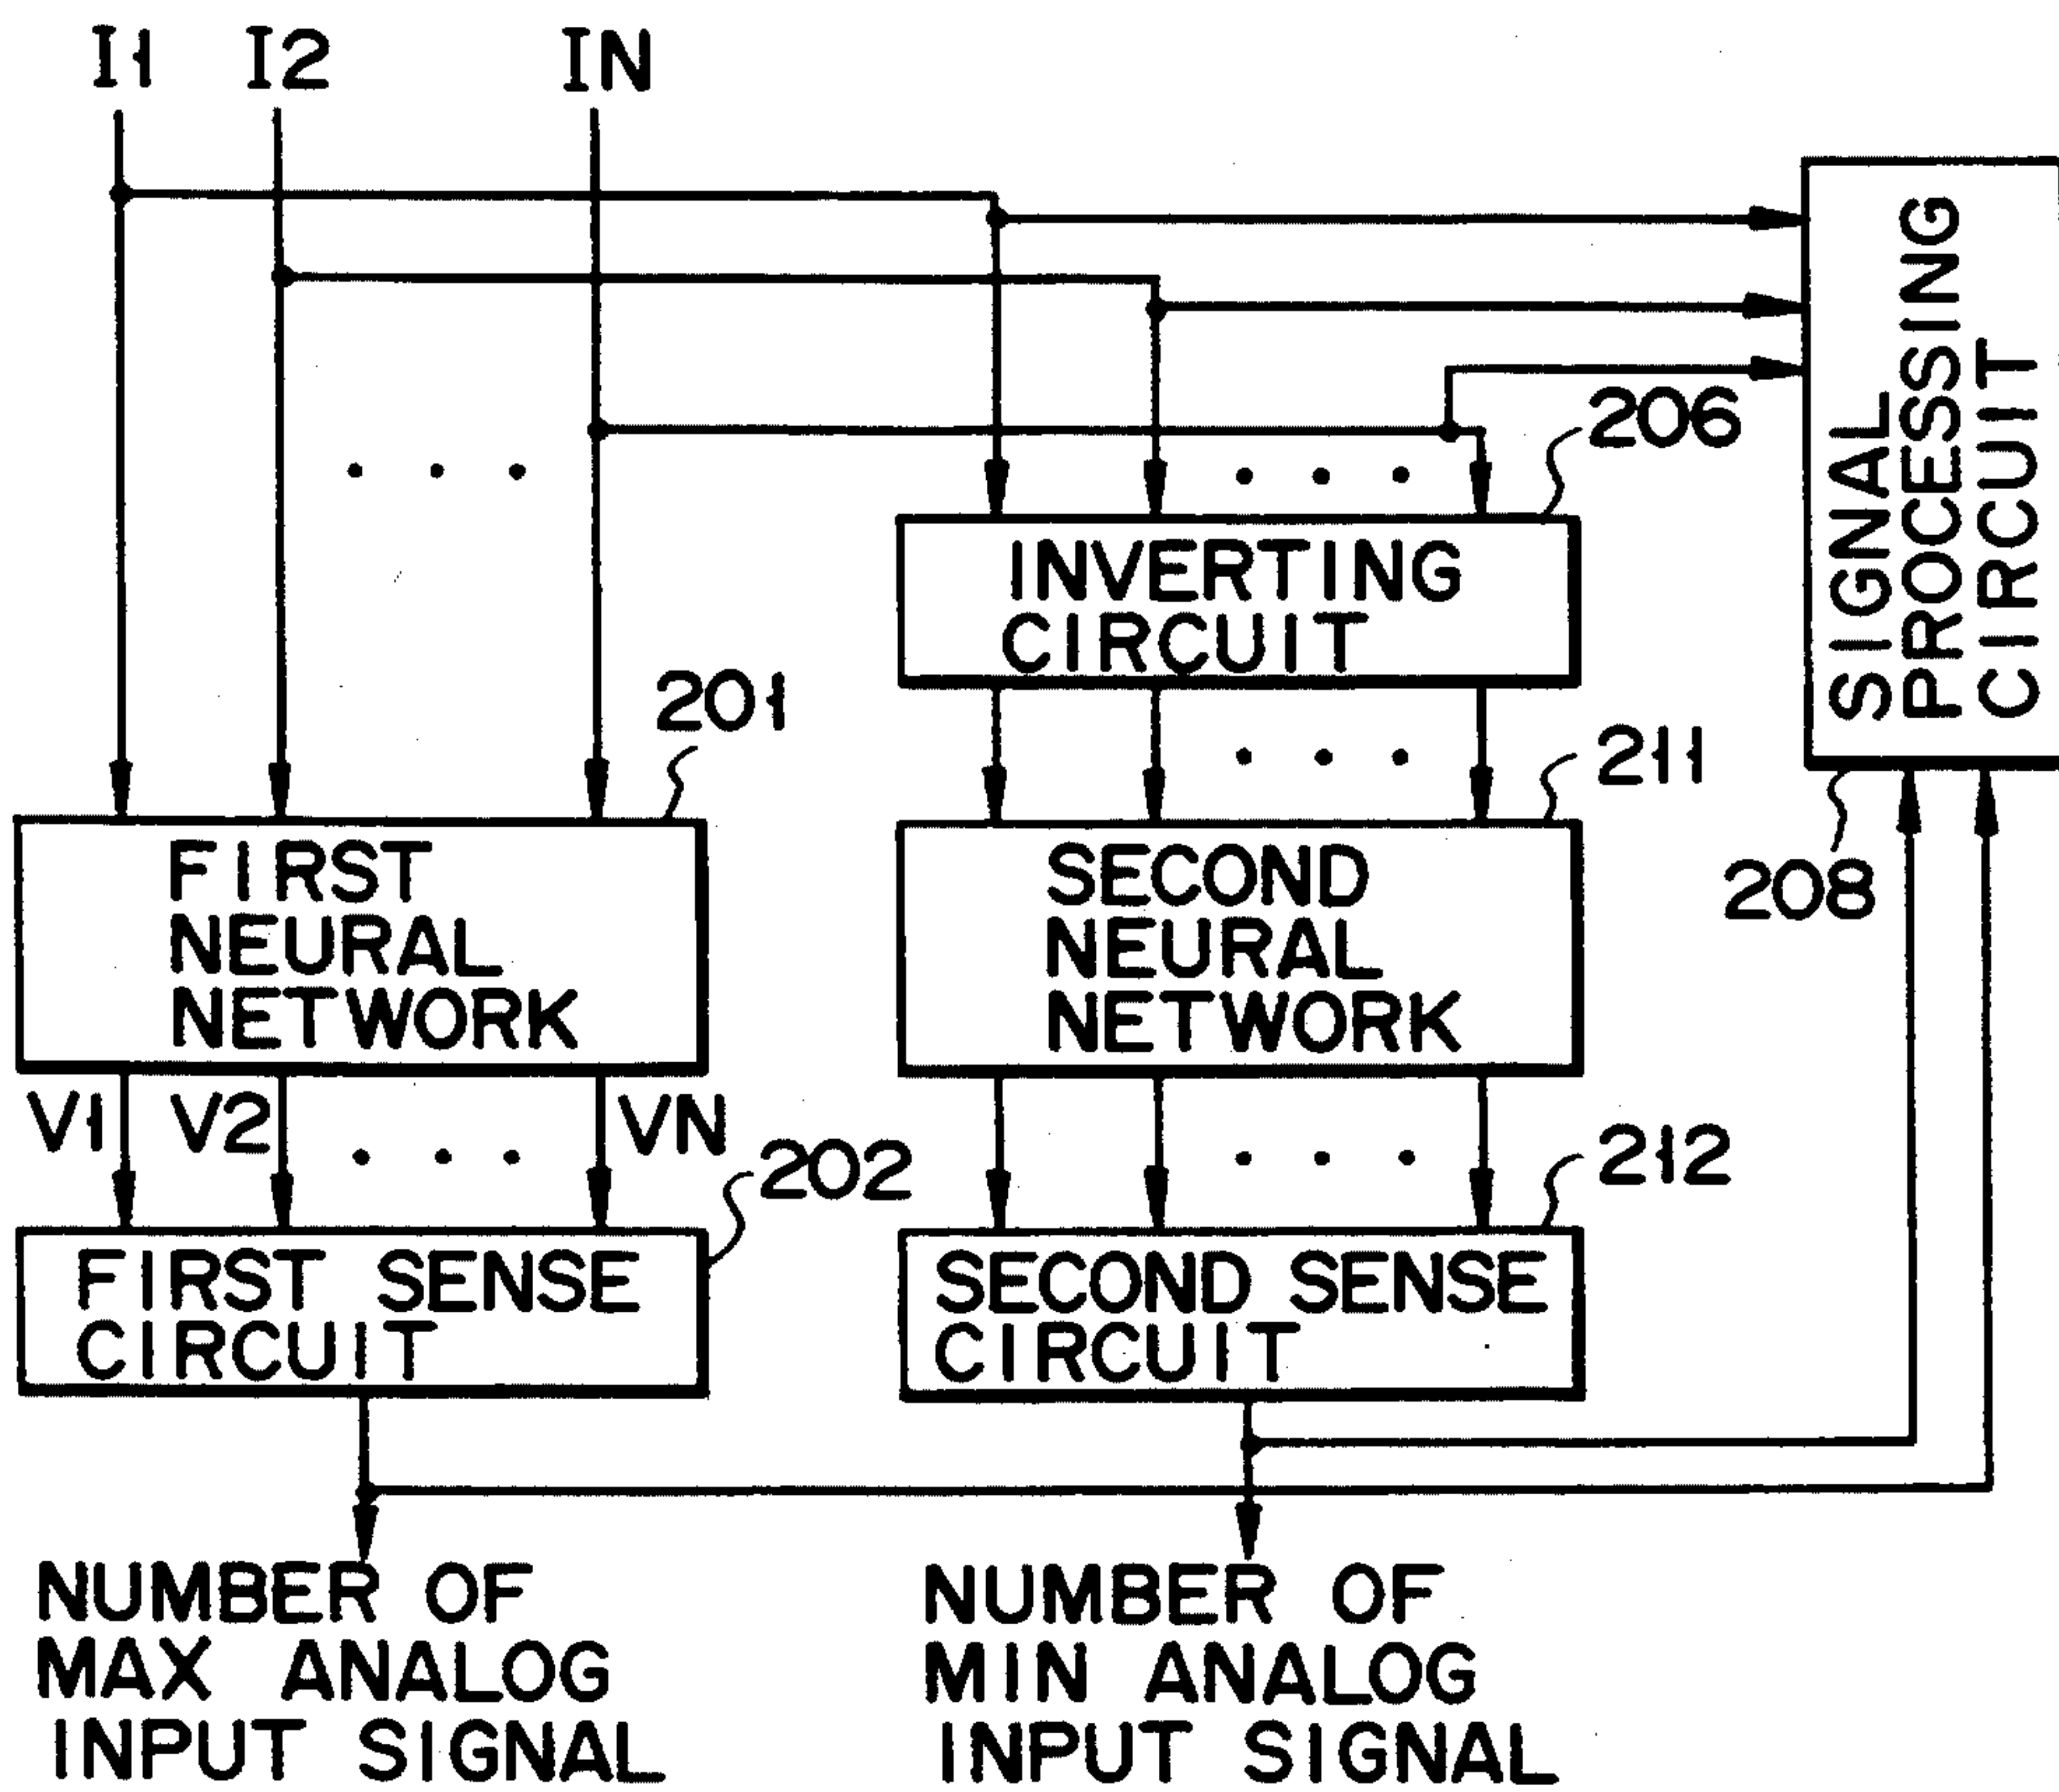 I1 I2 IN
SIGNAL
PROCESSING
CIRCUIT
206
INVERTING
CIRCUIT
201
211
208
FIRST
NEURAL
NETWORK
SECOND
NEURAL
NETWORK
V1 V2 VN
202
212
FIRST SENSE
CIRCUIT
SECOND SENSE
CIRCUIT
NUMBER OF
MAX ANALOG
INPUT SIGNAL
NUMBER OF
MIN ANALOG
INPUT SIGNAL